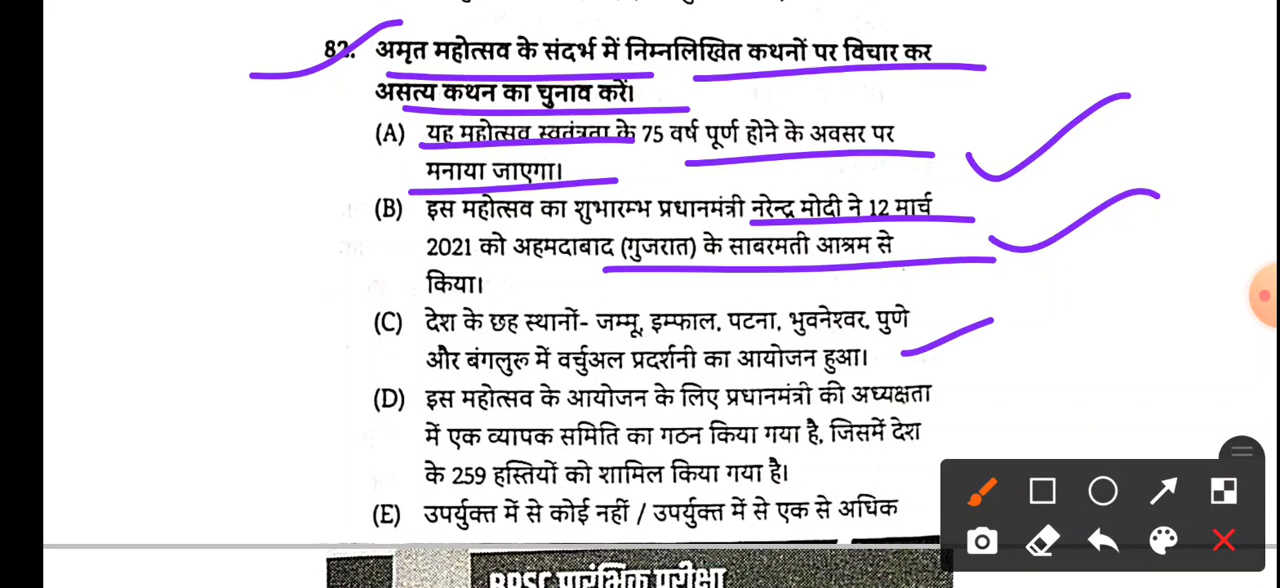 82. अमृत महोत्सव के संदर्भ में निम्नलिखित कथनों पर विचार कर
असत्य कथन का चुनाव करें।
(A) यह महोत्सव स्वतंत्रता के 75 वर्ष पूर्ण होने के अवसर पर
मनाया जाएगा।
(B) इस महोत्सव का शुभारम्भ प्रधानमंत्री नरेन्द्र मोदी ने 12 मार्च
2021 को अहमदाबाद (गुजरात) के साबरमती आश्रम से
किया।
(C) देश के छह स्थानों- जम्मू, इम्फाल, पटना, भुवनेश्वर, पुणे
और बंगलुरु में वर्चुअल प्रदर्शनी का आयोजन हुआ।
(D) इस महोत्सव के आयोजन के लिए प्रधानमंत्री की अध्यक्षता
में एक व्यापक समिति का गठन किया गया है, जिसमें देश
के 259 हस्तियों को शामिल किया गया है।
(E) उपर्युक्त में से कोई नहीं / उपर्युक्त में से एक से अधिक
BPSC प्रारंभिक परीक्षा